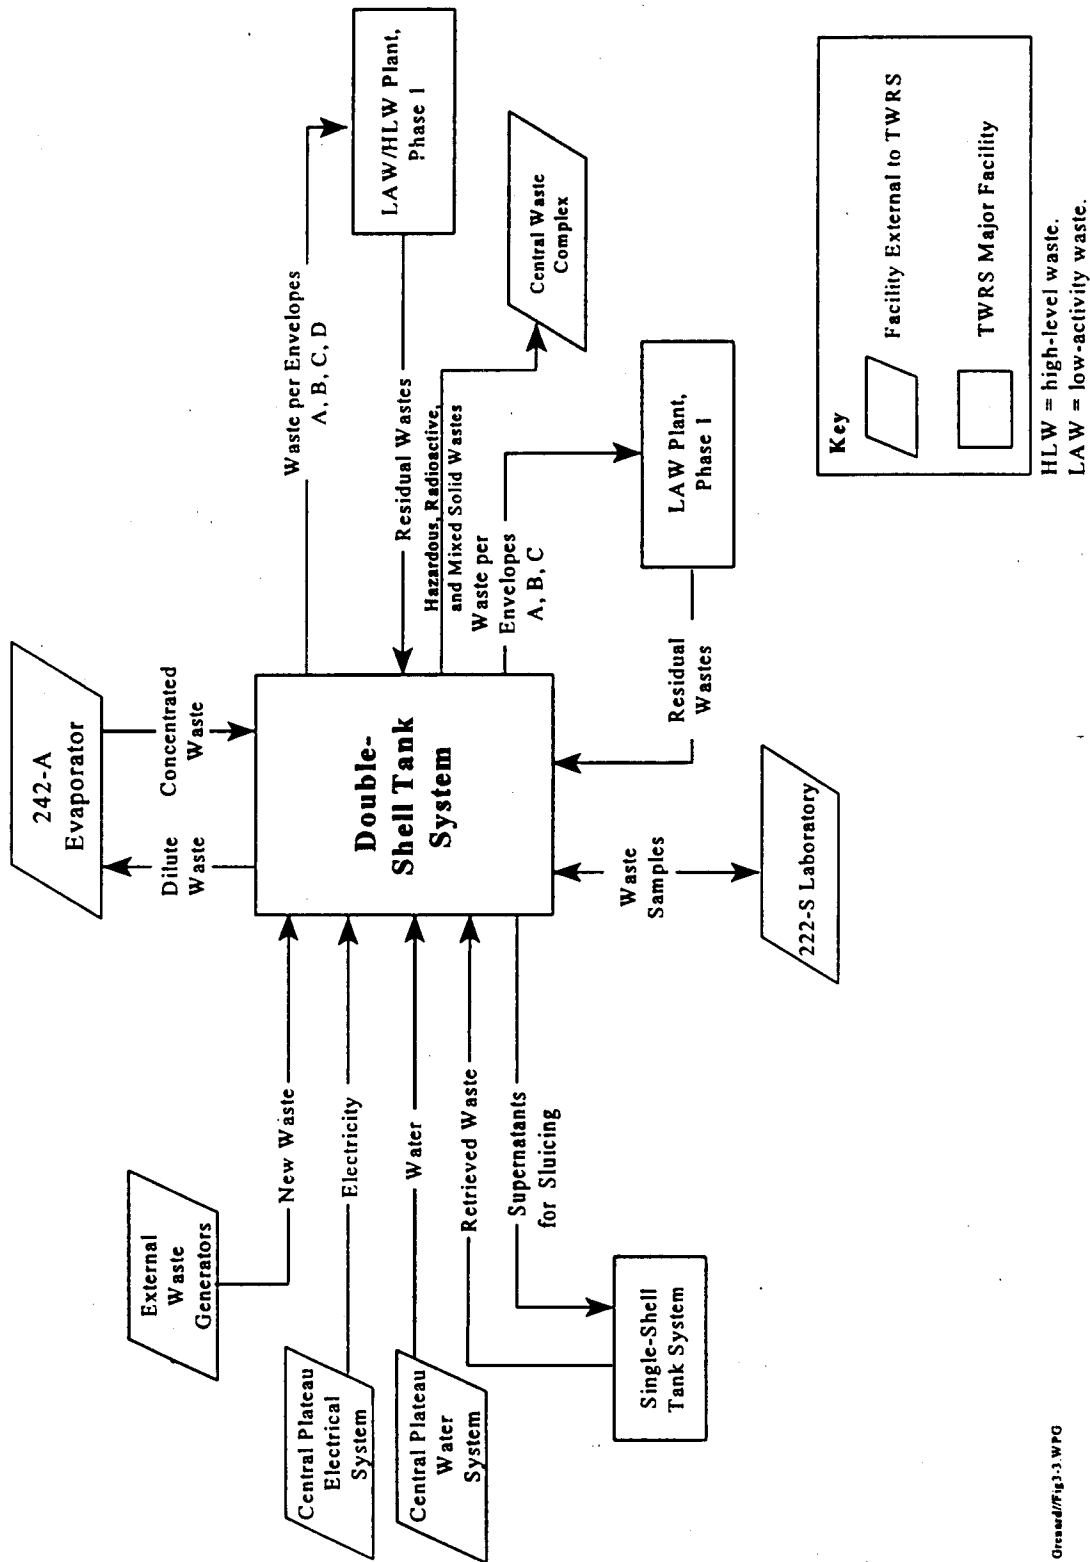 242-A
Evaporator
Dilute
Waste
Concentrated
Waste
External
Waste
Generators
New Waste
Central Plateau
Electrical
System
Electricity
Central Plateau
Water
System
Water
Retrieved Waste
Supernatants
for Sluicing
Single-Shell
Tank System
Double-
Shell Tank
System
Waste
Samples
222-S Laboratory
Waste per Envelopes
A, B, C, D
LAW/HLW Plant,
Phase I
Residual Wastes
Hazardous, Radioactive,
and Mixed Solid Wastes
Central Waste
Complex
Waste per
Envelopes
A, B, C
LAW Plant,
Phase I
Residual
Wastes
Key
Facility External to TWRS
TWRS Major Facility
HLW = high-level waste.
LAW = low-activity waste.
Grenard//Fig3-3.WPG